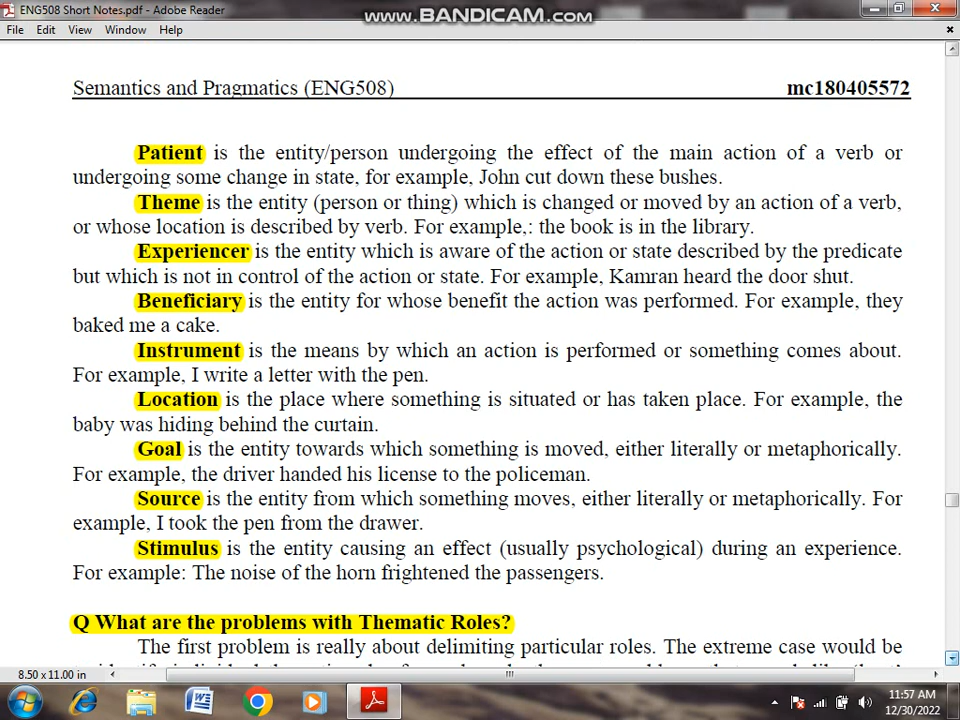 ENG508 Short Notes.pdf - Adobe Reader
www.BANDICAM.com
File Edit View Window Help
Semantics and Pragmatics (ENG508) mc180405572
Patient is the entity/person undergoing the effect of the main action of a verb or
undergoing some change in state, for example, John cut down these bushes.
Theme is the entity (person or thing) which is changed or moved by an action of a verb,
or whose location is described by verb. For example,: the book is in the library.
Experiencer is the entity which is aware of the action or state described by the predicate
but which is not in control of the action or state. For example, Kamran heard the door shut.
Beneficiary is the entity for whose benefit the action was performed. For example, they
baked me a cake.
Instrument is the means by which an action is performed or something comes about.
For example, I write a letter with the pen.
Location is the place where something is situated or has taken place. For example, the
baby was hiding behind the curtain.
Goal is the entity towards which something is moved, either literally or metaphorically.
For example, the driver handed his license to the policeman.
Source is the entity from which something moves, either literally or metaphorically. For
example, I took the pen from the drawer.
Stimulus is the entity causing an effect (usually psychological) during an experience.
For example: The noise of the horn frightened the passengers.
Q What are the problems with Thematic Roles?
The first problem is really about delimiting particular roles. The extreme case would be
8.50 x 11.00 in
11:57 AM
12/30/2022